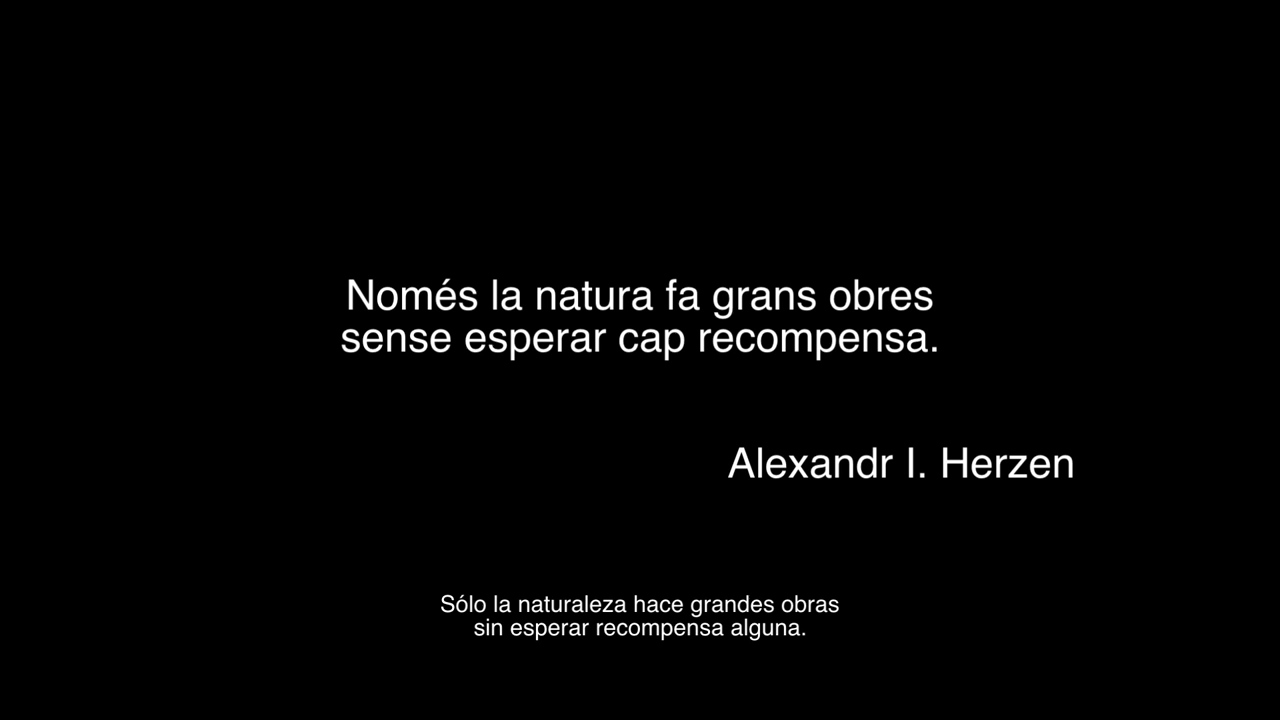 Només la natura fa grans obres
sense esperar cap recompensa.
Alexandr I. Herzen
Sólo la naturaleza hace grandes obras
sin esperar recompensa alguna.